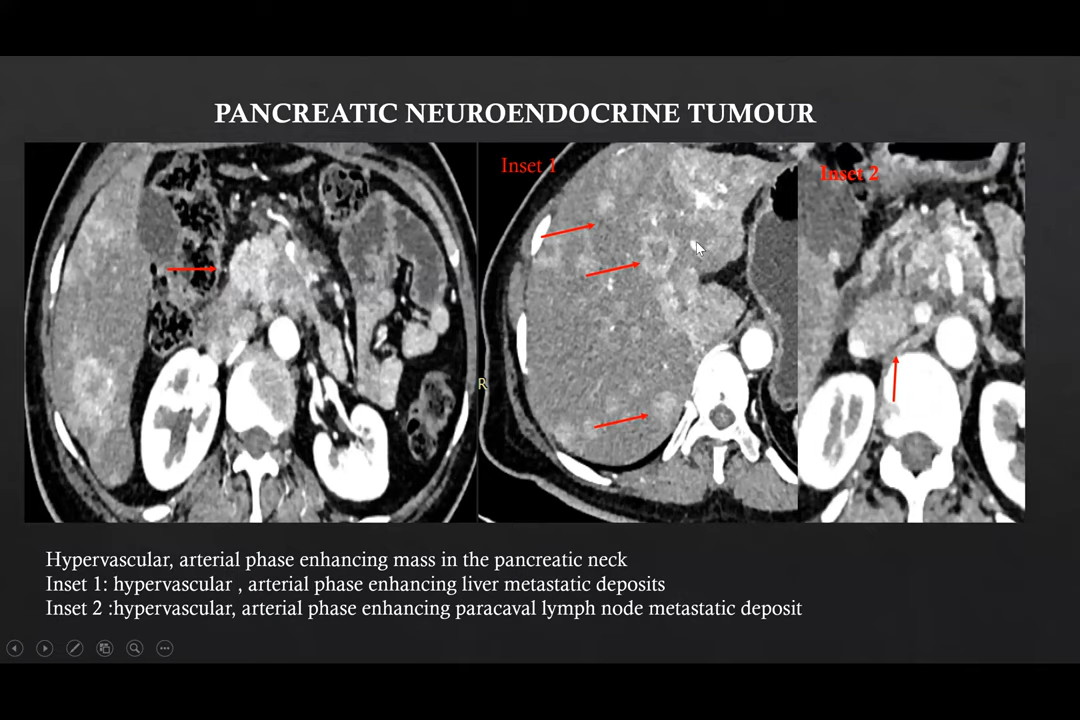 PANCREATIC NEUROENDOCRINE TUMOUR
Inset 1
Inset 2
R
Hypervascular, arterial phase enhancing mass in the pancreatic neck
Inset 1: hypervascular , arterial phase enhancing liver metastatic deposits
Inset 2 :hypervascular, arterial phase enhancing paracaval lymph node metastatic deposit